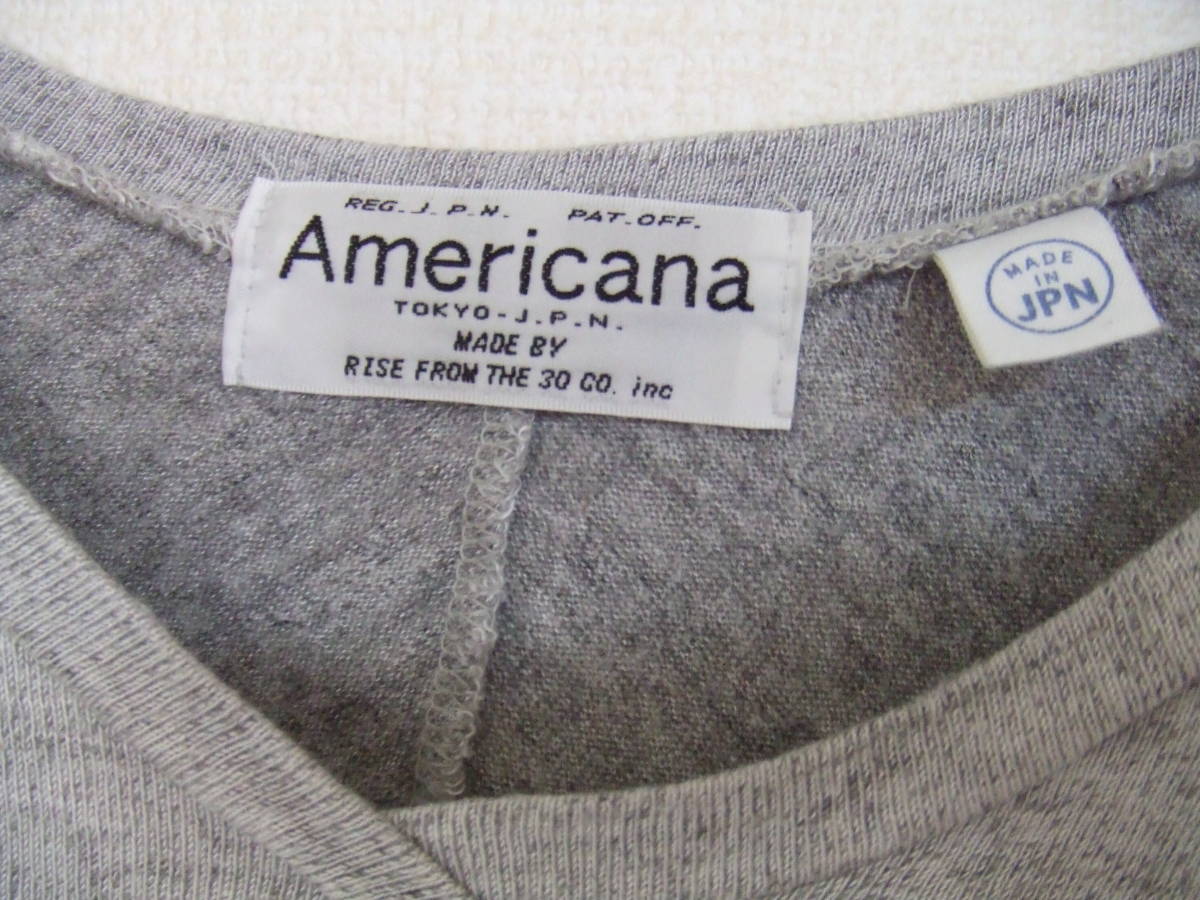 REG. J. P. N. PAT. OFF.
Americana
TOKYO - J.P.N.
MADE BY
RISE FROM THE 30 CO. inc
MADE
IN
JPN